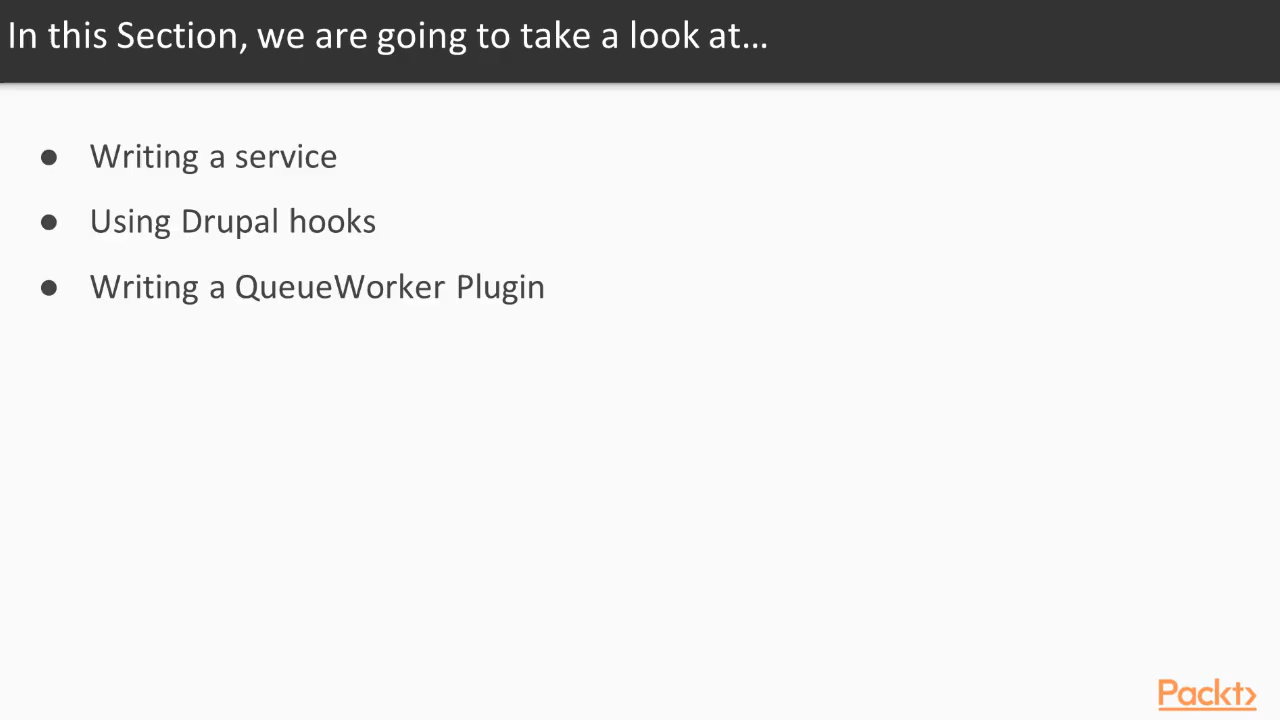 In this Section, we are going to take a look at...
● Writing a service
● Using Drupal hooks
● Writing a QueueWorker Plugin
Packt>